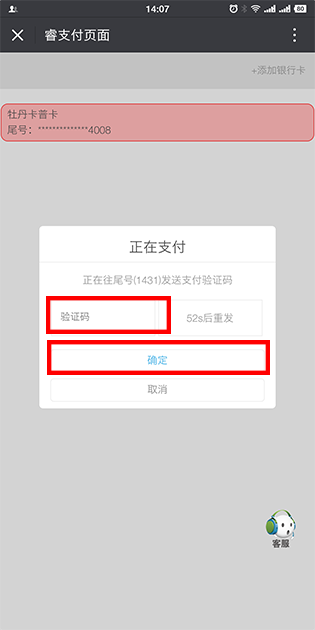 14:07
80
睿支付页面
+添加银行卡
牡丹卡普卡
尾号：**************4008
正在支付
正在往尾号(1431)发送支付验证码
验证码
52s后重发
确定
取消
客服